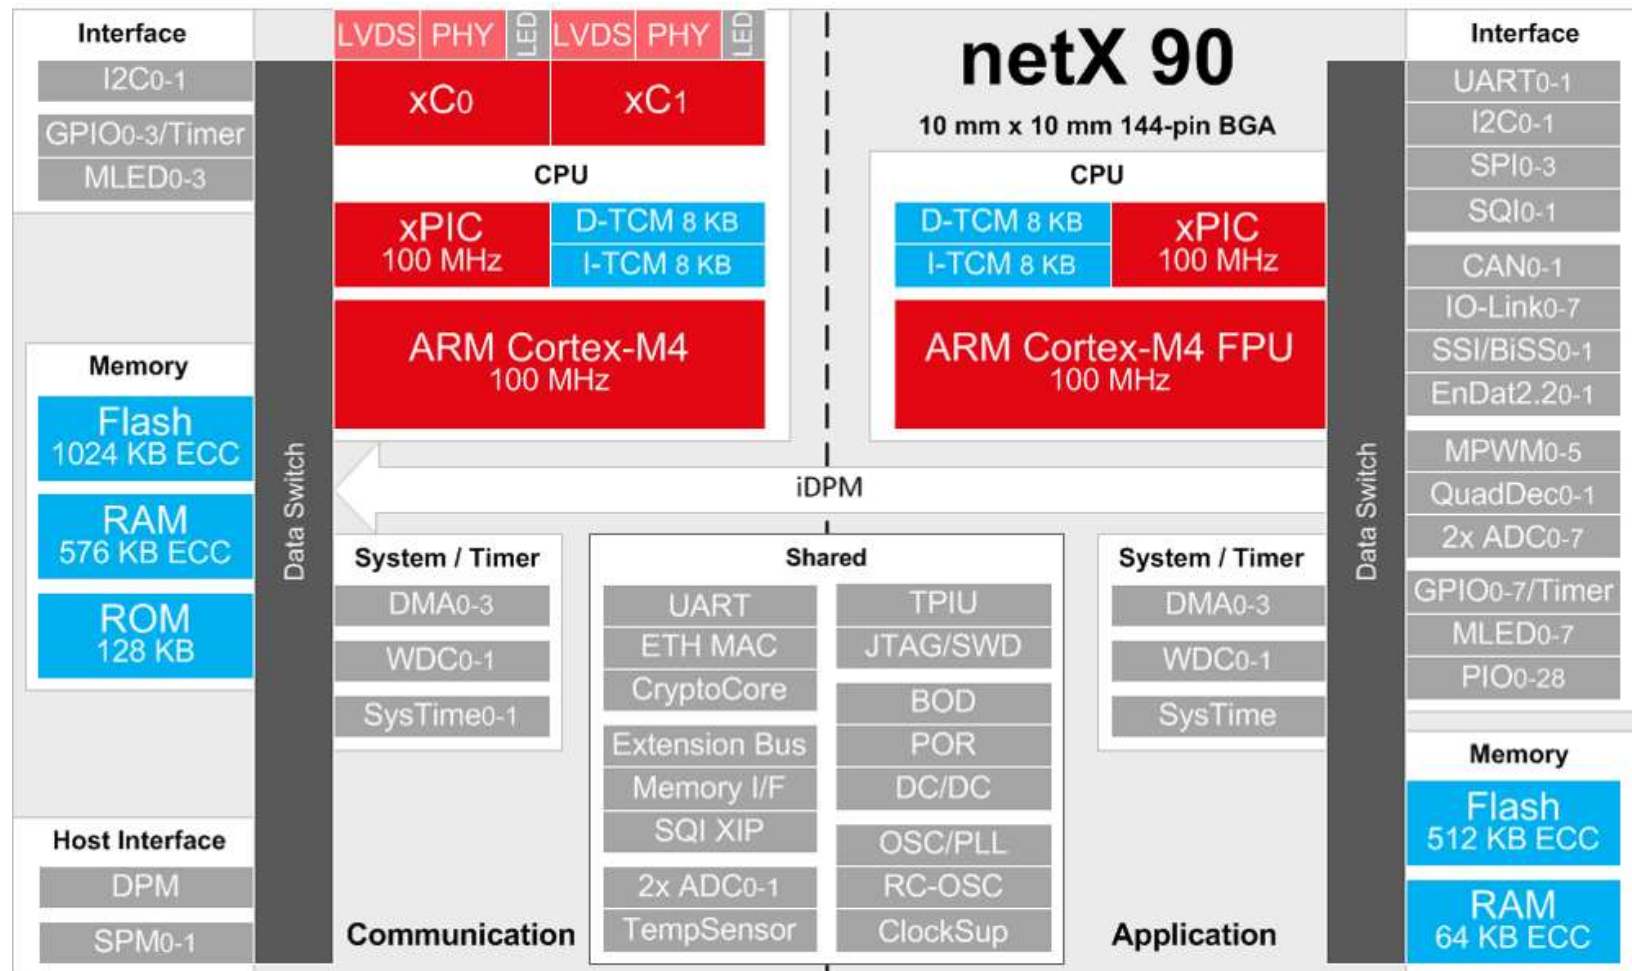 Interface
I2C0-1
GPIO0-3/Timer
MLED0-3
Memory
Flash
1024 KB ECC
RAM
576 KB ECC
ROM
128 KB
Host Interface
DPM
SPM0-1
Data Switch
LVDS PHY LED LVDS PHY LED
xC0 xC1
CPU
xPIC
100 MHz
D-TCM 8 KB
I-TCM 8 KB
ARM Cortex-M4
100 MHz
netX 90
10 mm x 10 mm 144-pin BGA
CPU
D-TCM 8 KB
I-TCM 8 KB
xPIC
100 MHz
ARM Cortex-M4 FPU
100 MHz
iDPM
System / Timer
DMA0-3
WDC0-1
SysTime0-1
Communication
Shared
UART
ETH MAC
CryptoCore
Extension Bus
Memory I/F
SQI XIP
2x ADC0-1
TempSensor
TPIU
JTAG/SWD
BOD
POR
DC/DC
OSC/PLL
RC-OSC
ClockSup
System / Timer
DMA0-3
WDC0-1
SysTime
Application
Data Switch
Interface
UART0-1
I2C0-1
SPI0-3
SQI0-1
CAN0-1
IO-Link0-7
SSI/BiSS0-1
EnDat2.20-1
MPWM0-5
QuadDec0-1
2x ADC0-7
GPIO0-7/Timer
MLED0-7
PIO0-28
Memory
Flash
512 KB ECC
RAM
64 KB ECC